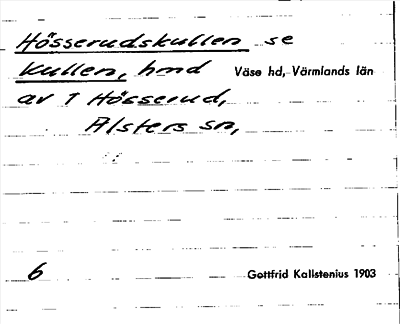 Hösserudskullen se
Kullen, hmd Väse hd, Värmlands län
av 1 Hösserud,
Alsters sn,
6 Gottfrid Kallstenius 1903